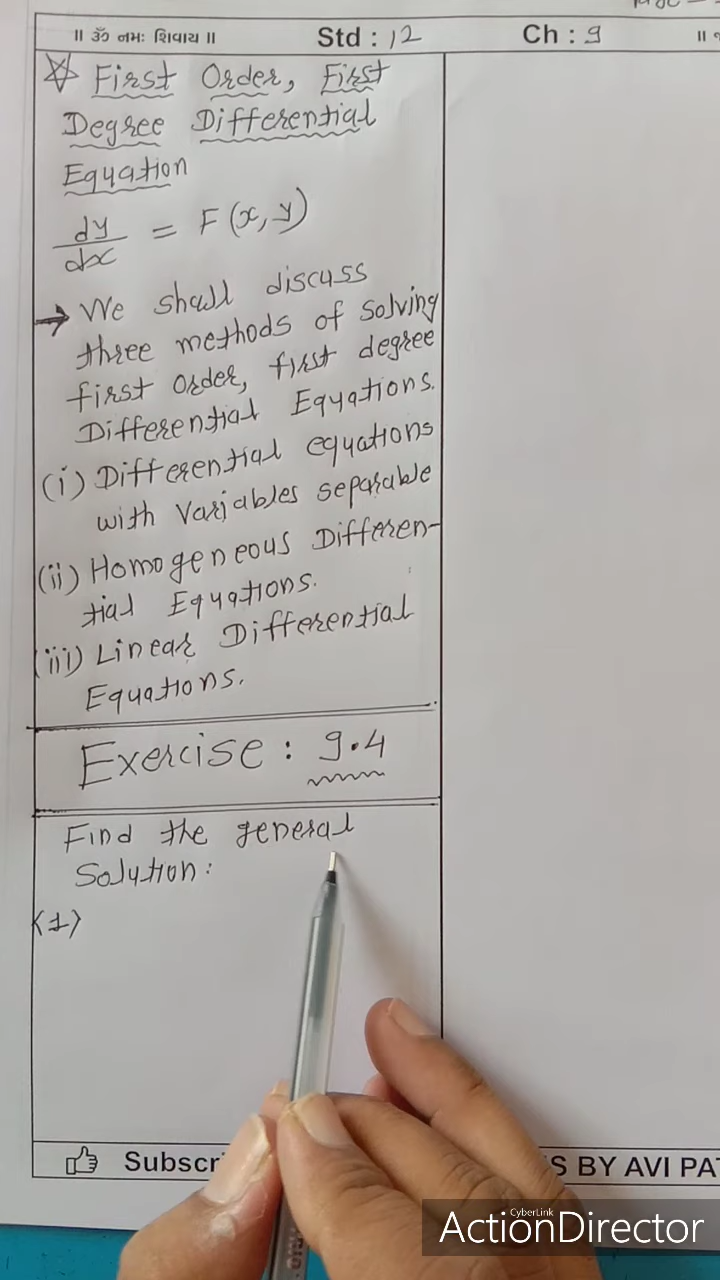 ॥ ॐ नमः शिवाय ॥ Std : 12 Ch : 9
First Order, First
Degree Differential
Equation
dy/dx = F(x, y)
→ We shall discuss
three methods of solving
first order, first degree
Differential Equations.
(i) Differential equations
with Variables separable
(ii) Homogeneous Differen-
tial Equations.
(iii) Linear Differential
Equations.
Exercise : 9.4
Find the general
Solution:
<1>
Subscr
BY AVI PA
CyberLink
ActionDirector